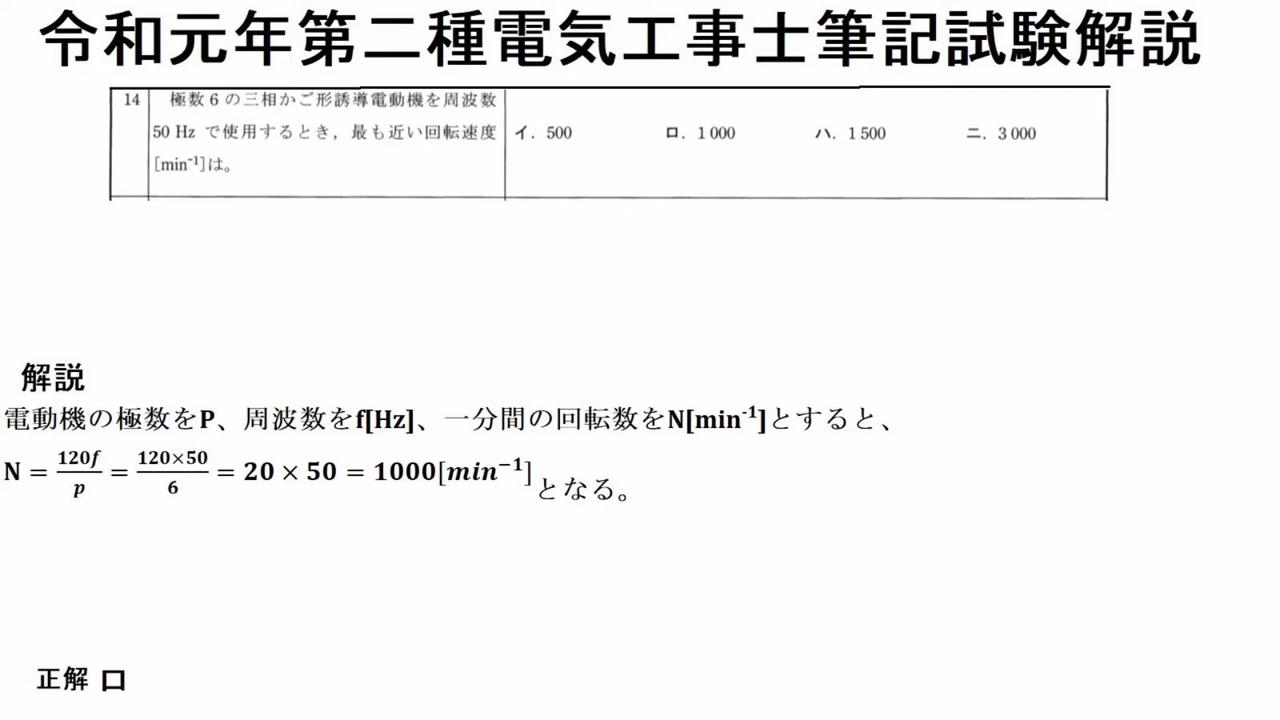 令和元年第二種電気工事士筆記試験解説
14 極数6の三相かご形誘導電動機を周波数
50 Hz で使用するとき，最も近い回転速度
[min⁻¹]は。
イ．500 ロ．1 000 ハ．1 500 ニ．3 000
解説
電動機の極数をP、周波数をf[Hz]、一分間の回転数をN[min⁻¹]とすると、
N = 120f/p = 120×50/6 = 20 × 50 = 1000[min⁻¹]となる。
正解 ロ